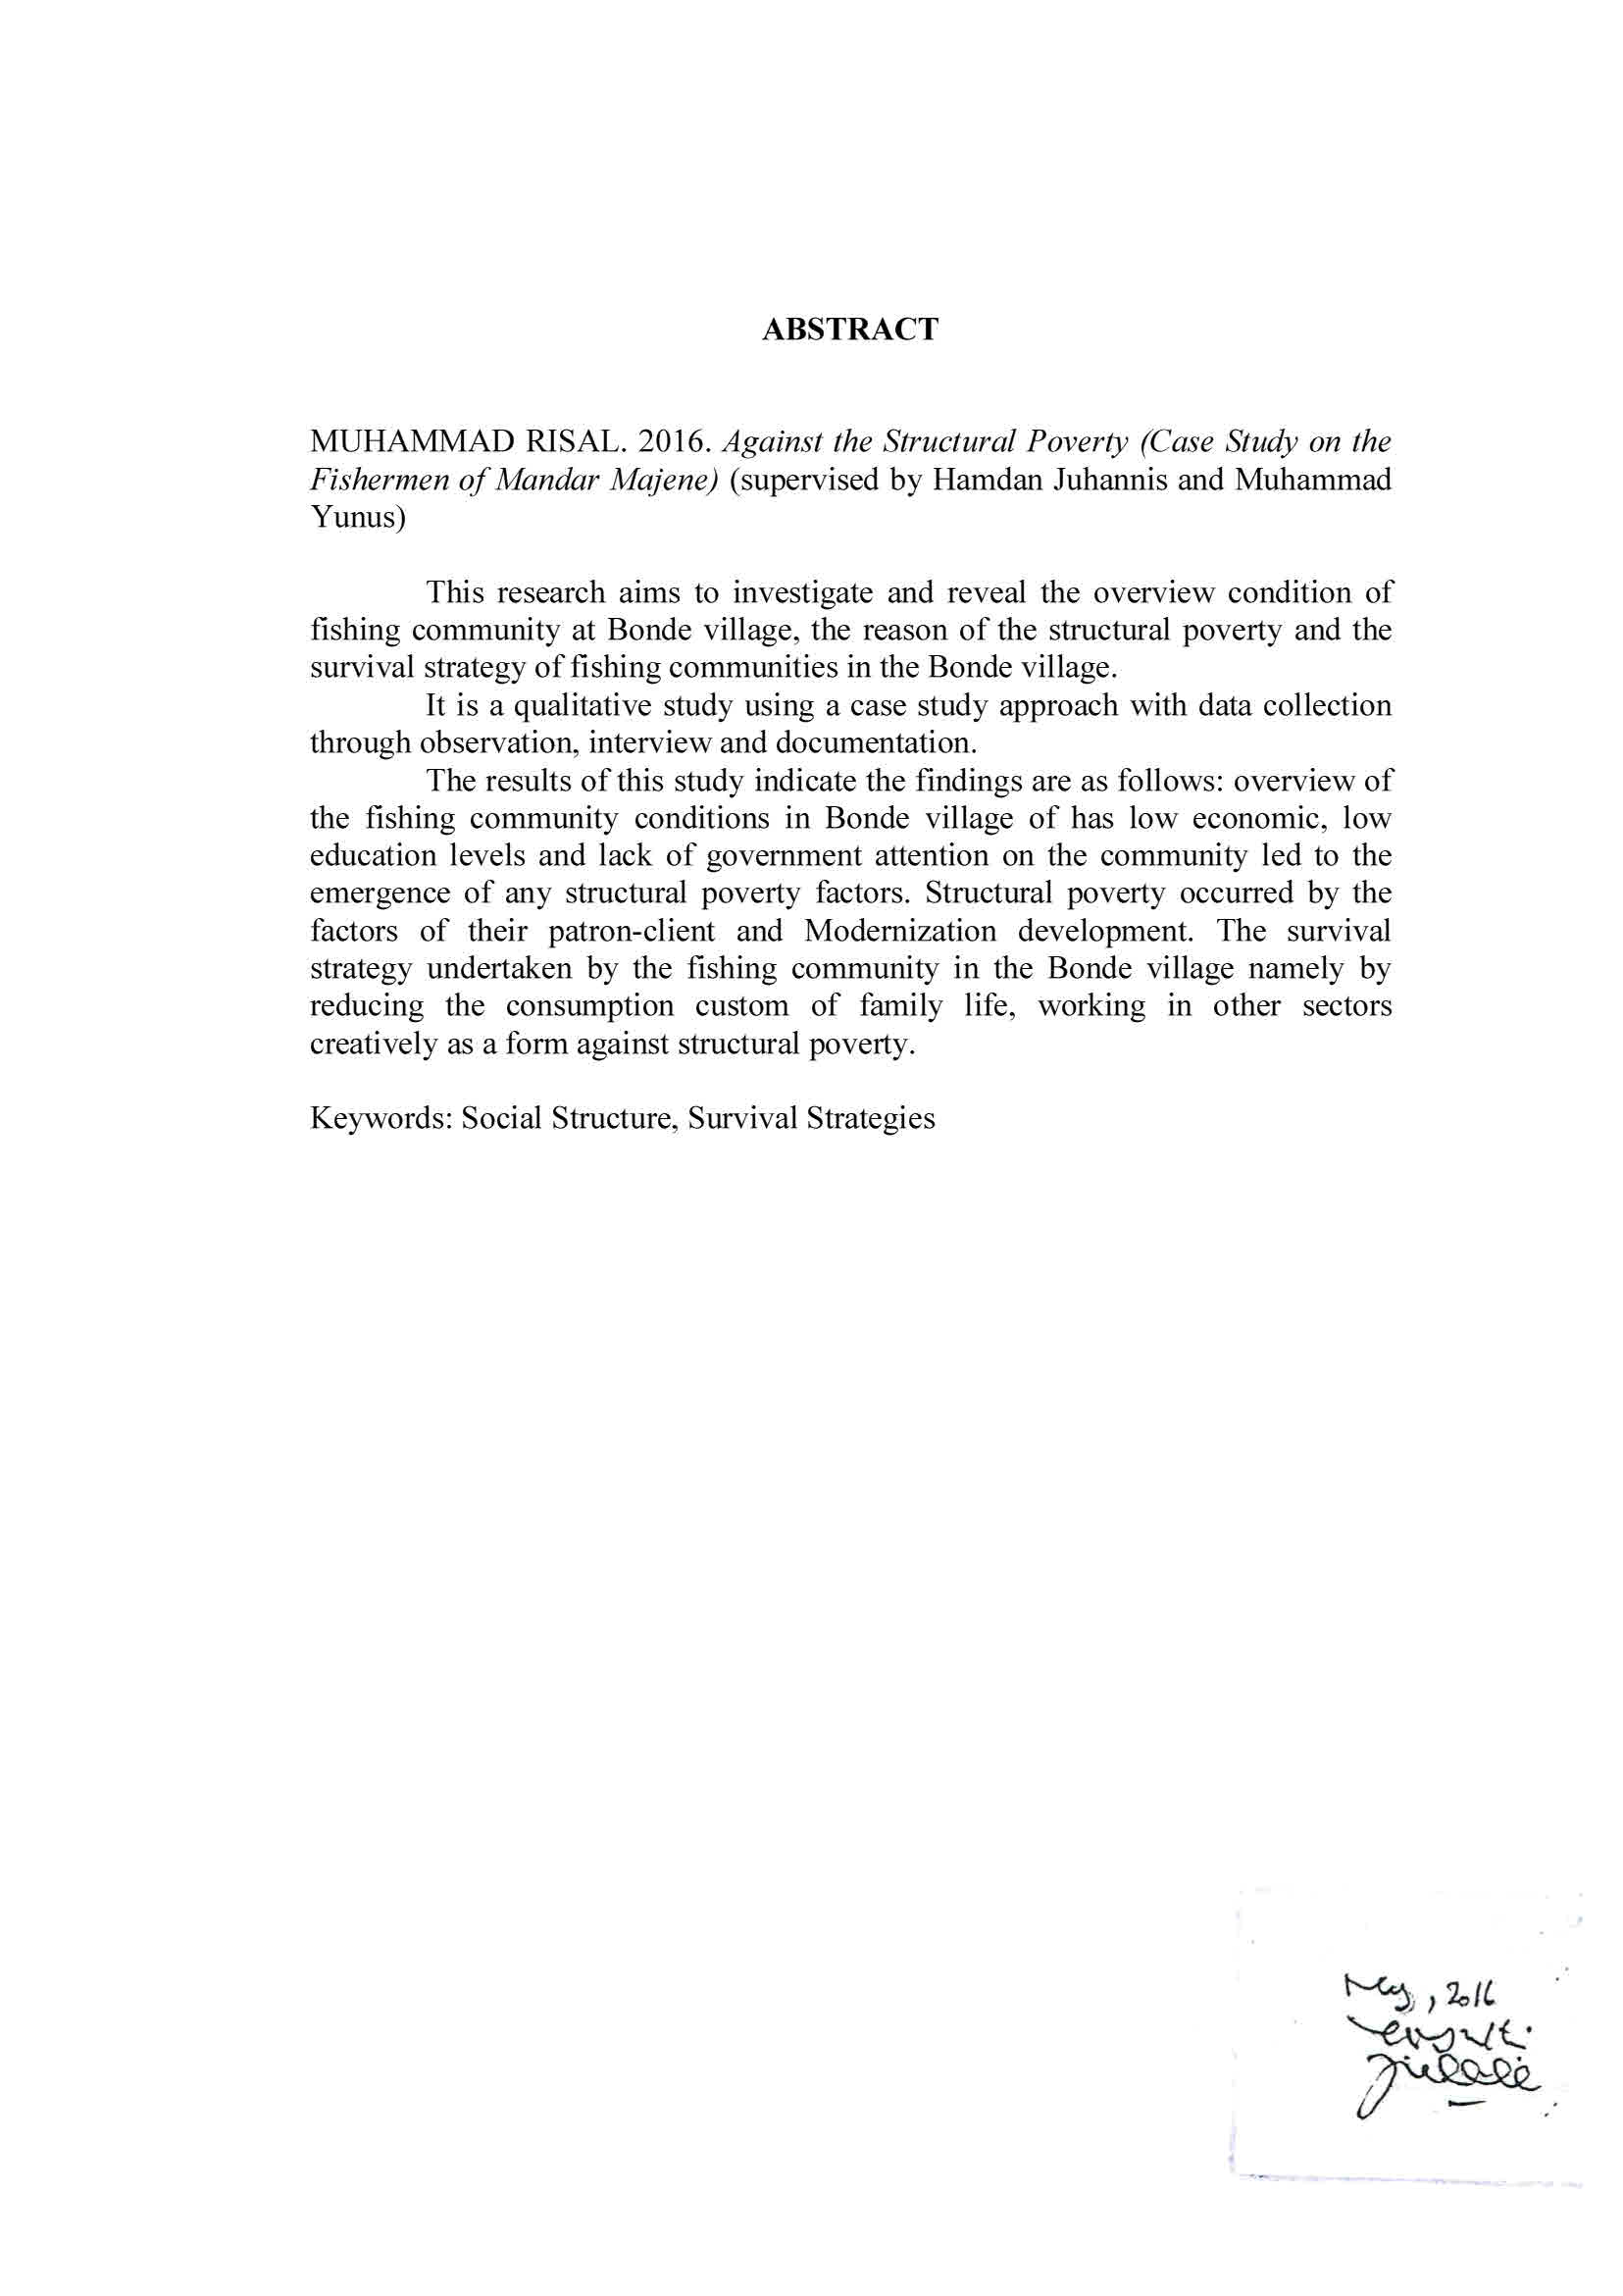 ABSTRACT
MUHAMMAD RISAL. 2016. Against the Structural Poverty (Case Study on the
Fishermen of Mandar Majene) (supervised by Hamdan Juhannis and Muhammad
Yunus)
This research aims to investigate and reveal the overview condition of
fishing community at Bonde village, the reason of the structural poverty and the
survival strategy of fishing communities in the Bonde village.
It is a qualitative study using a case study approach with data collection
through observation, interview and documentation.
The results of this study indicate the findings are as follows: overview of
the fishing community conditions in Bonde village of has low economic, low
education levels and lack of government attention on the community led to the
emergence of any structural poverty factors. Structural poverty occurred by the
factors of their patron-client and Modernization development. The survival
strategy undertaken by the fishing community in the Bonde village namely by
reducing the consumption custom of family life, working in other sectors
creatively as a form against structural poverty.
Keywords: Social Structure, Survival Strategies
, 2016